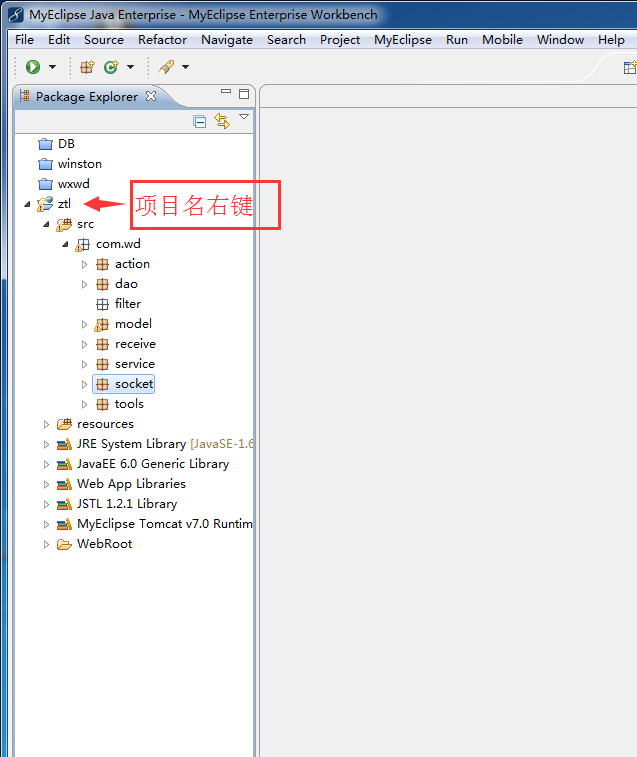 MyEclipse Java Enterprise - MyEclipse Enterprise Workbench
File Edit Source Refactor Navigate Search Project MyEclipse Run Mobile Window Help
Package Explorer
DB
winston
wxwd
ztl
项目名右键
src
com.wd
action
dao
filter
model
receive
service
socket
tools
resources
JRE System Library [JavaSE-1.6
JavaEE 6.0 Generic Library
Web App Libraries
JSTL 1.2.1 Library
MyEclipse Tomcat v7.0 Runtim
WebRoot